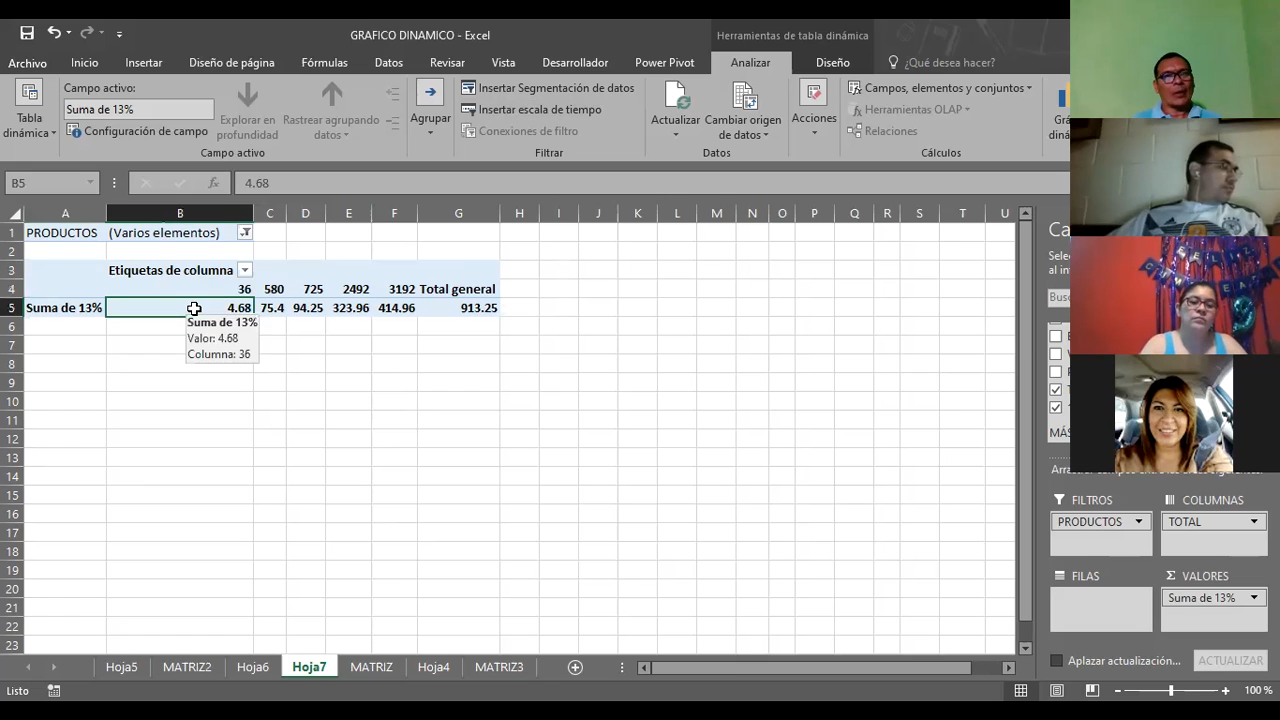 GRAFICO DINAMICO - Excel
Herramientas de tabla dinámica
Archivo Inicio Insertar Diseño de página Fórmulas Datos Revisar Vista Desarrollador Power Pivot Analizar Diseño ¿Qué desea hacer?
Tabla dinámica
Campo activo:
Suma de 13%
Configuración de campo
Explorar en profundidad
Rastrear agrupando datos
Campo activo
Agrupar
Insertar Segmentación de datos
Insertar escala de tiempo
Conexiones de filtro
Filtrar
Actualizar
Cambiar origen de datos
Datos
Acciones
Campos, elementos y conjuntos
Herramientas OLAP
Relaciones
Cálculos
B5 fx 4.68
A B C D E F G H I J K L M N O P Q R S T U
1 PRODUCTOS (Varios elementos)
2
3 Etiquetas de columna
4 36 580 725 2492 3192 Total general
5 Suma de 13% 4.68 75.4 94.25 323.96 414.96 913.25
6 Suma de 13%
7 Valor: 4.68
8 Columna: 36
9
10
11
12
13
14
15
16
17
18
19
20
21
22
23
FILTROS COLUMNAS
PRODUCTOS TOTAL
FILAS Σ VALORES
Suma de 13%
Aplazar actualización... ACTUALIZAR
Hoja5 MATRIZ2 Hoja6 Hoja7 MATRIZ Hoja4 MATRIZ3
Listo
100 %